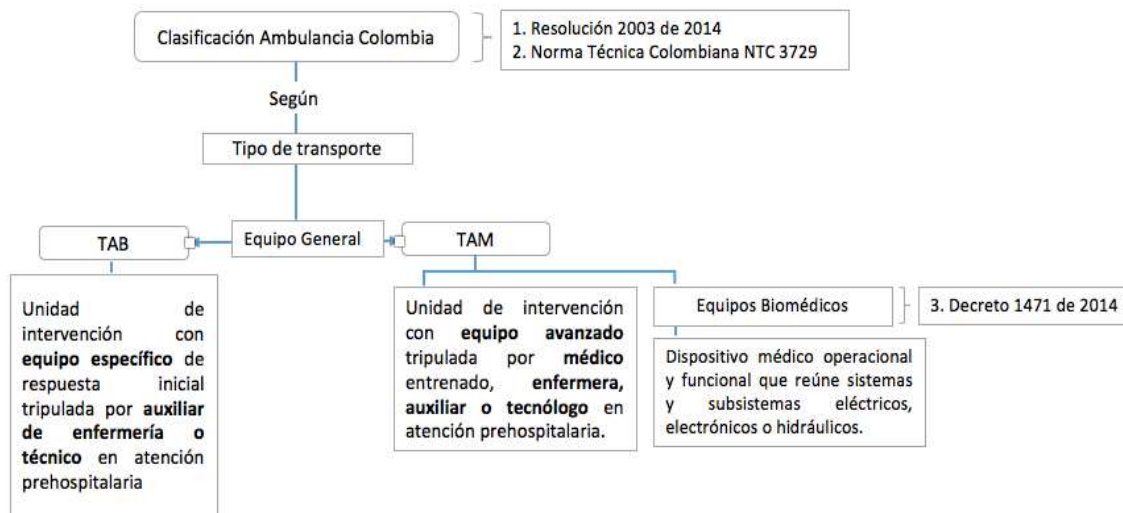 Clasificación Ambulancia Colombia
1. Resolución 2003 de 2014
2. Norma Técnica Colombiana NTC 3729
Según
Tipo de transporte
TAB
Equipo General
TAM
Unidad de
intervención con
equipo específico de
respuesta inicial
tripulada por auxiliar
de enfermería o
técnico en atención
prehospitalaria
Unidad de intervención
con equipo avanzado
tripulada por médico
entrenado, enfermera,
auxiliar o tecnólogo en
atención prehospitalaria.
Equipos Biomédicos
3. Decreto 1471 de 2014
Dispositivo médico operacional
y funcional que reúne sistemas
y subsistemas eléctricos,
electrónicos o hidráulicos.